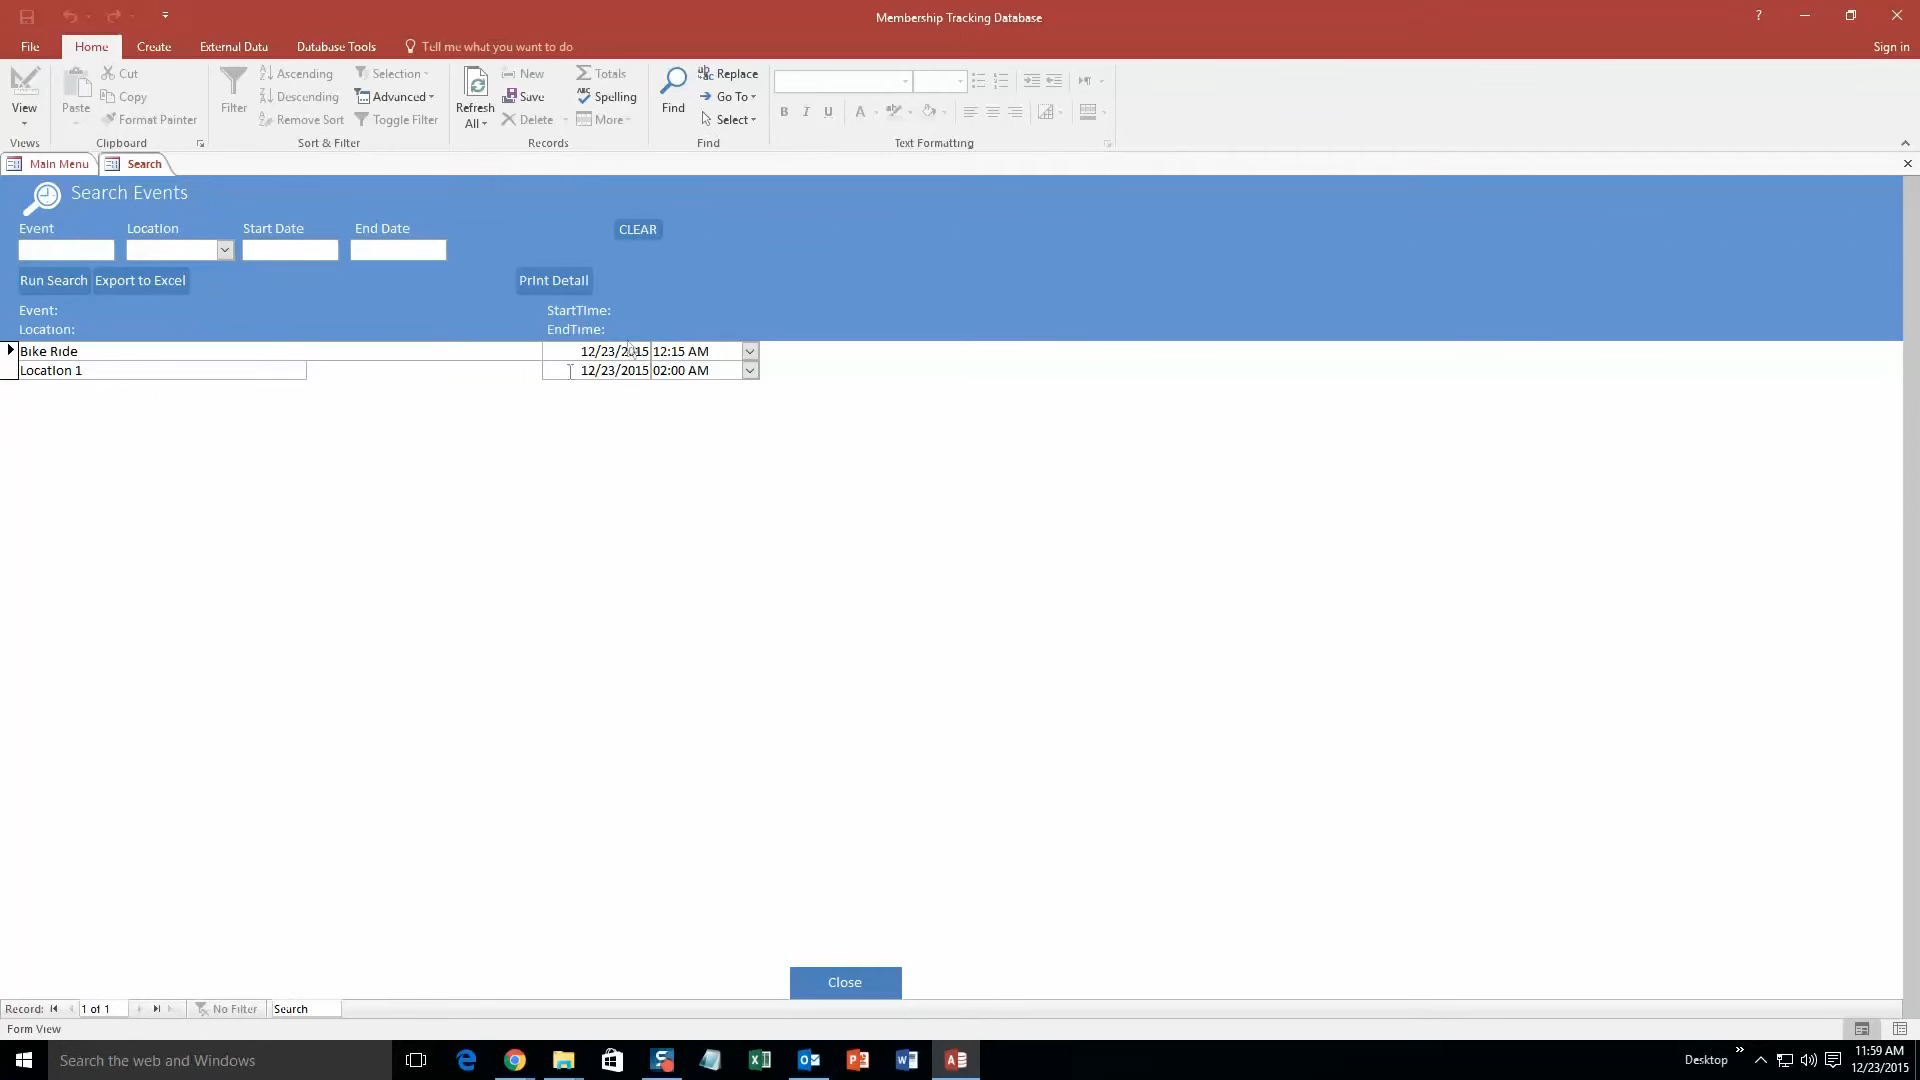 Membership Tracking Database
?
File Home Create External Data Database Tools Tell me what you want to do Sign in
View Paste Cut Copy Format Painter
Filter Ascending Descending Remove Sort Selection Advanced Toggle Filter
Refresh All New Save Delete Totals Spelling More
Find Replace Go To Select
B I U A
Views Clipboard Sort & Filter Records Find Text Formatting
Main Menu Search
Search Events
Event Location Start Date End Date CLEAR
Run Search Export to Excel Print Detail
Event: StartTime:
Location: EndTime:
Bike Ride 12/23/2015 12:15 AM
Location 1 12/23/2015 02:00 AM
Close
Record: 1 of 1 No Filter Search
Form View
Search the web and Windows Desktop 11:59 AM
12/23/2015